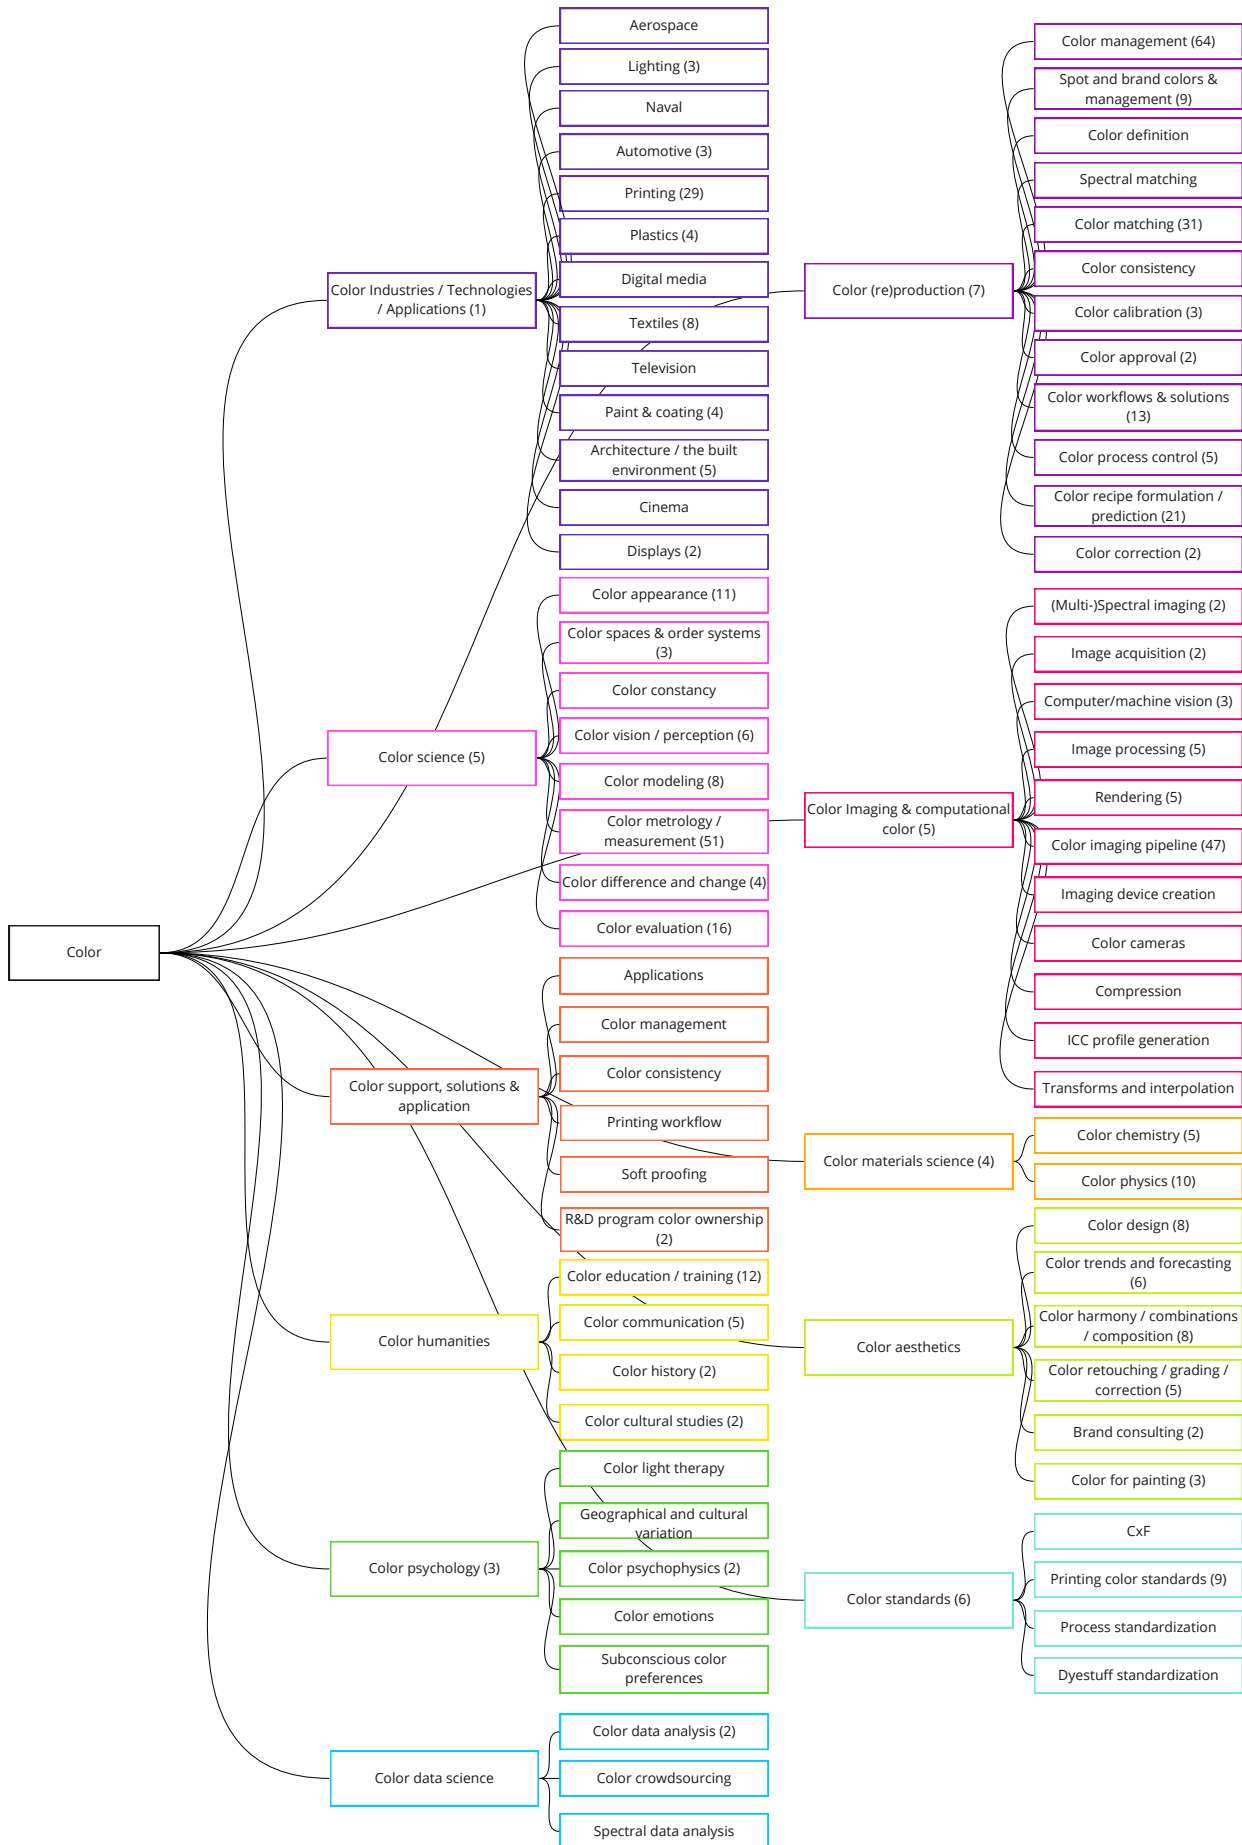 Color
Color Industries / Technologies
/ Applications (1)
Aerospace
Lighting (3)
Naval
Automotive (3)
Printing (29)
Plastics (4)
Digital media
Textiles (8)
Television
Paint & coating (4)
Architecture / the built
environment (5)
Cinema
Displays (2)
Color science (5)
Color appearance (11)
Color spaces & order systems
(3)
Color constancy
Color vision / perception (6)
Color modeling (8)
Color metrology /
measurement (51)
Color difference and change (4)
Color evaluation (16)
Color support, solutions &
application
Applications
Color management
Color consistency
Printing workflow
Soft proofing
R&D program color ownership
(2)
Color humanities
Color education / training (12)
Color communication (5)
Color history (2)
Color cultural studies (2)
Color psychology (3)
Color light therapy
Geographical and cultural
variation
Color psychophysics (2)
Color emotions
Subconscious color
preferences
Color data science
Color data analysis (2)
Color crowdsourcing
Spectral data analysis
Color (re)production (7)
Color management (64)
Spot and brand colors &
management (9)
Color definition
Spectral matching
Color matching (31)
Color consistency
Color calibration (3)
Color approval (2)
Color workflows & solutions
(13)
Color process control (5)
Color recipe formulation /
prediction (21)
Color correction (2)
Color Imaging & computational
color (5)
(Multi-)Spectral imaging (2)
Image acquisition (2)
Computer/machine vision (3)
Image processing (5)
Rendering (5)
Color imaging pipeline (47)
Imaging device creation
Color cameras
Compression
ICC profile generation
Transforms and interpolation
Color materials science (4)
Color chemistry (5)
Color physics (10)
Color aesthetics
Color design (8)
Color trends and forecasting
(6)
Color harmony / combinations
/ composition (8)
Color retouching / grading /
correction (5)
Brand consulting (2)
Color for painting (3)
Color standards (6)
CxF
Printing color standards (9)
Process standardization
Dyestuff standardization